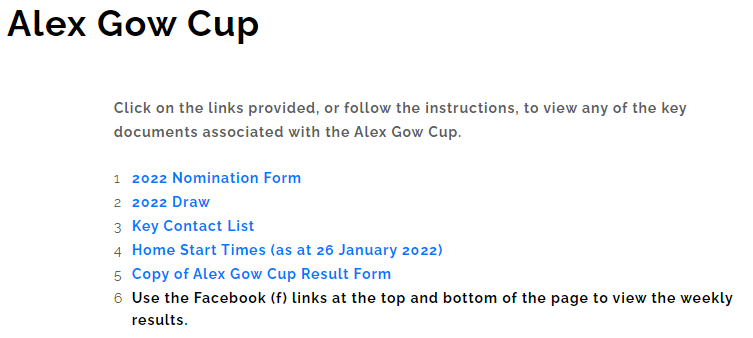 Alex Gow Cup
Click on the links provided, or follow the instructions, to view any of the key
documents associated with the Alex Gow Cup.
1 2022 Nomination Form
2 2022 Draw
3 Key Contact List
4 Home Start Times (as at 26 January 2022)
5 Copy of Alex Gow Cup Result Form
6 Use the Facebook (f) links at the top and bottom of the page to view the weekly
results.